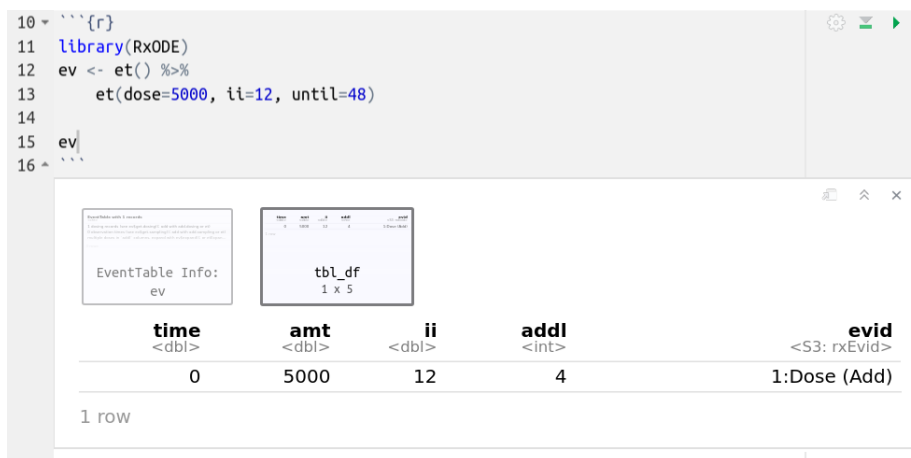 10 ```{r}
11 library(RxODE)
12 ev <- et() %>%
13     et(dose=5000, ii=12, until=48)
14
15 ev
16 ```
EventTable Info:
ev
tbl_df
1 x 5
time amt ii addl evid
<dbl> <dbl> <dbl> <int> <S3: rxEvid>
0 5000 12 4 1:Dose (Add)
1 row